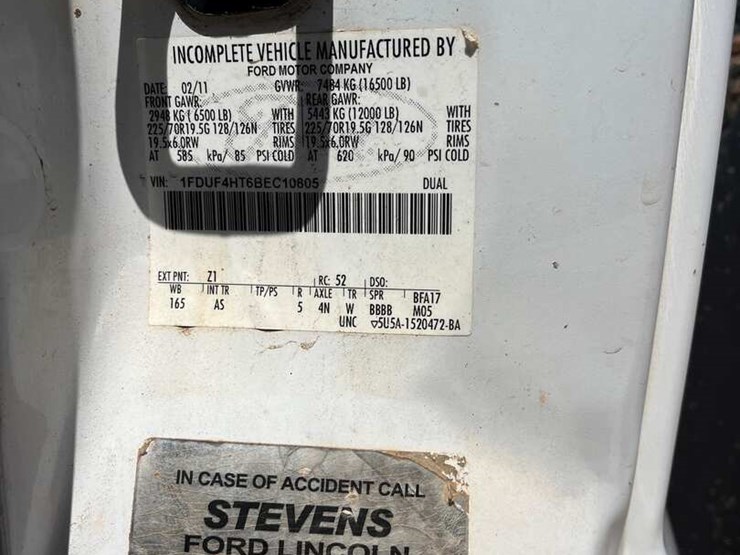 INCOMPLETE VEHICLE MANUFACTURED BY
FORD MOTOR COMPANY
DATE: 02/11 GVWR: 7484 KG (16500 LB)
FRONT GAWR: REAR GAWR:
2948 KG ( 6500 LB) WITH 5443 KG (12000 LB) WITH
225/70R19.5G 128/126N TIRES 225/70R19.5G 128/126N TIRES
19.5x6.0RW RIMS 19.5x6.0RW RIMS
AT 585 kPa/ 85 PSI COLD AT 620 kPa/ 90 PSI COLD
VIN: 1FDUF4HT6BEC10605 DUAL
EXT PNT: Z1 RC: 52 DSO:
WB INT TR TP/PS R AXLE TR SPR BFA17
165 AS 5 4N W BBBB M05
UNC ▽5U5A-1520472-BA
IN CASE OF ACCIDENT CALL
STEVENS
FORD LINCOLN